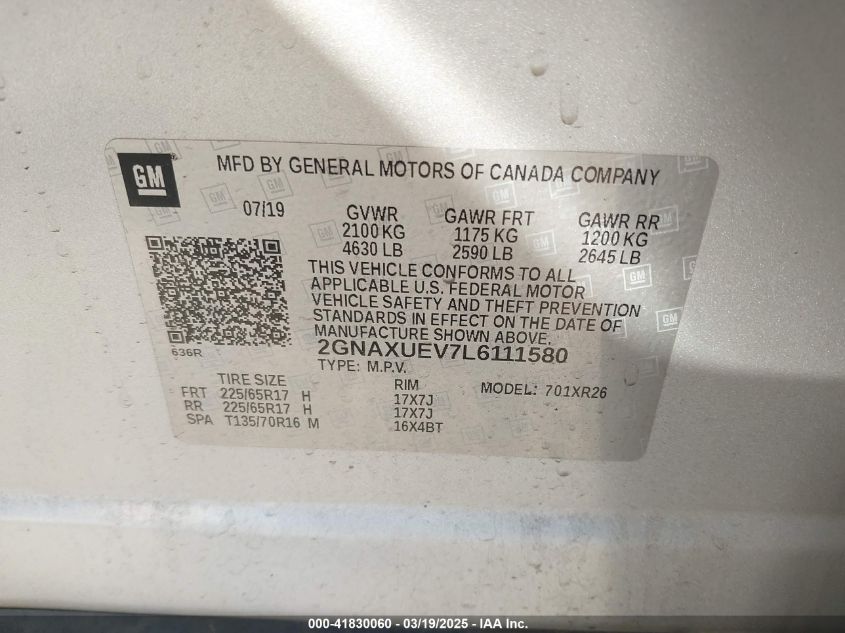 GM
MFD BY GENERAL MOTORS OF CANADA COMPANY
07/19 GVWR GAWR FRT GAWR RR
2100 KG 1175 KG 1200 KG
4630 LB 2590 LB 2645 LB
THIS VEHICLE CONFORMS TO ALL
APPLICABLE U.S. FEDERAL MOTOR
VEHICLE SAFETY AND THEFT PREVENTION
STANDARDS IN EFFECT ON THE DATE OF
MANUFACTURE SHOWN ABOVE.
636R
2GNAXUEV7L6111580
TYPE: M.P.V.
TIRE SIZE RIM MODEL: 701XR26
FRT 225/65R17 H 17X7J
RR 225/65R17 H 17X7J
SPA T135/70R16 M 16X4BT
000-41830060 - 03/19/2025 - IAA Inc.